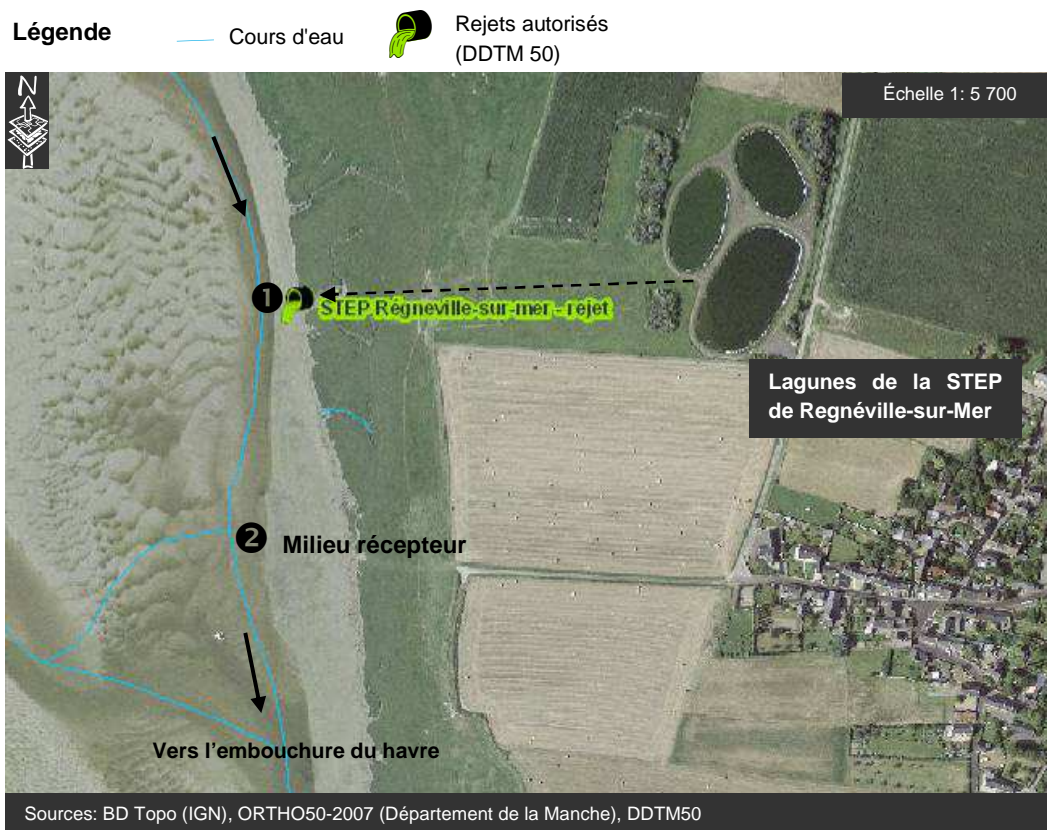 Légende
Cours d'eau
Rejets autorisés
(DDTM 50)
N
Échelle 1: 5 700
❶
STEP Régneville-sur-mer - rejet
Lagunes de la STEP
de Regnéville-sur-Mer
❷ Milieu récepteur
Vers l'embouchure du havre
Sources: BD Topo (IGN), ORTHO50-2007 (Département de la Manche), DDTM50